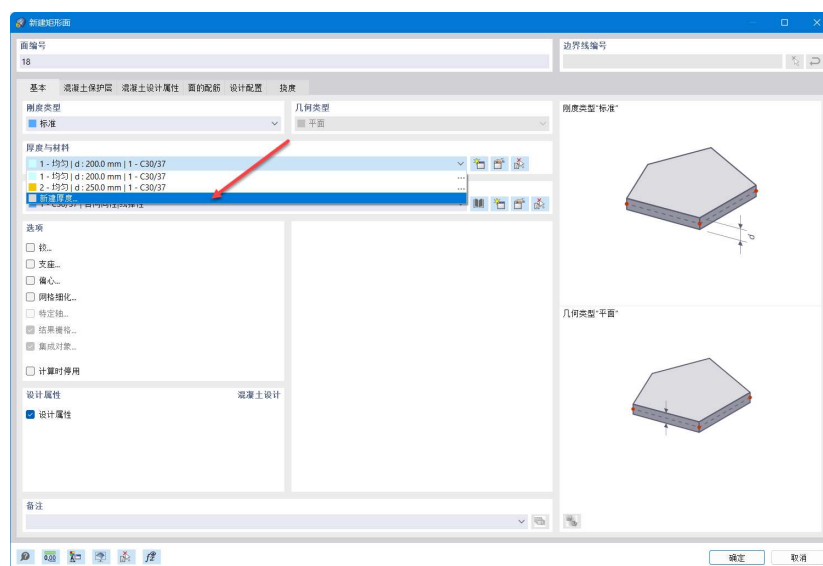 新建矩形面
面编号
边界线编号
18
基本
混凝土保护层
混凝土设计属性
面的配筋
设计配置
挠度
刚度类型
几何类型
刚度类型"标准"
标准
平面
厚度与材料
1 - 均匀 | d : 200.0 mm | 1 - C30/37
1 - 均匀 | d : 200.0 mm | 1 - C30/37
...
2 - 均匀 | d : 250.0 mm | 1 - C30/37
...
新建厚度...
d
选项
铰...
支座...
偏心...
网格细化...
特定轴...
结果栅格...
集成对象...
计算时停用
几何类型"平面"
设计属性
混凝土设计
设计属性
备注
0,00
确定
取消